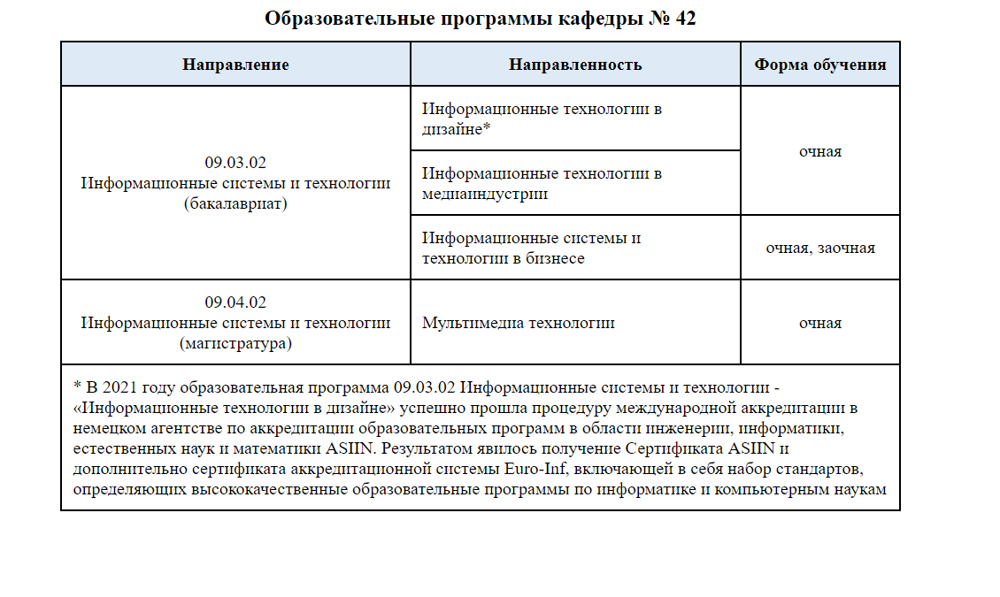 Образовательные программы кафедры № 42
Направление
Направленность
Форма обучения
09.03.02
Информационные системы и технологии
(бакалавриат)
Информационные технологии в
дизайне*
Информационные технологии в
медиаиндустрии
очная
Информационные системы и
технологии в бизнесе
очная, заочная
09.04.02
Информационные системы и технологии
(магистратура)
Мультимедиа технологии
очная
* В 2021 году образовательная программа 09.03.02 Информационные системы и технологии -
«Информационные технологии в дизайне» успешно прошла процедуру международной аккредитации в
немецком агентстве по аккредитации образовательных программ в области инженерии, информатики,
естественных наук и математики ASIIN. Результатом явилось получение Сертификата ASIIN и
дополнительно сертификата аккредитационной системы Euro-Inf, включающей в себя набор стандартов,
определяющих высококачественные образовательные программы по информатике и компьютерным наукам